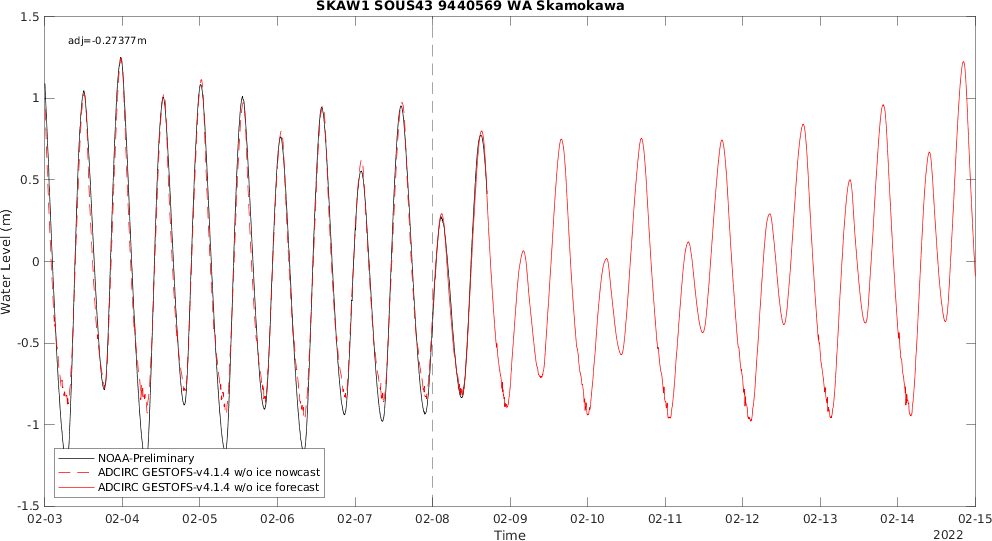 SKAW1 SOUS43 9440569 WA Skamokawa
adj=-0.27377m
1.5
1
0.5
0
-0.5
-1
-1.5
Water Level (m)
NOAA-Preliminary
ADCIRC GESTOFS-v4.1.4 w/o ice nowcast
ADCIRC GESTOFS-v4.1.4 w/o ice forecast
02-03 02-04 02-05 02-06 02-07 02-08 02-09 02-10 02-11 02-12 02-13 02-14 02-15
Time
2022